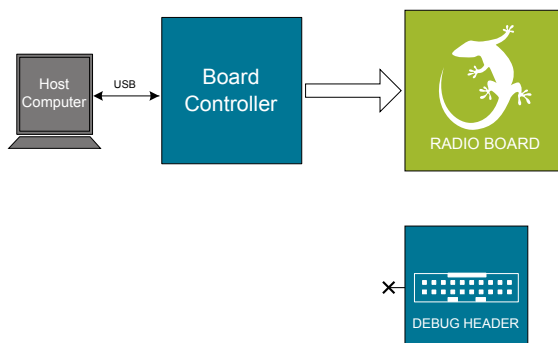 Host
Computer
USB
Board
Controller
RADIO BOARD
DEBUG HEADER